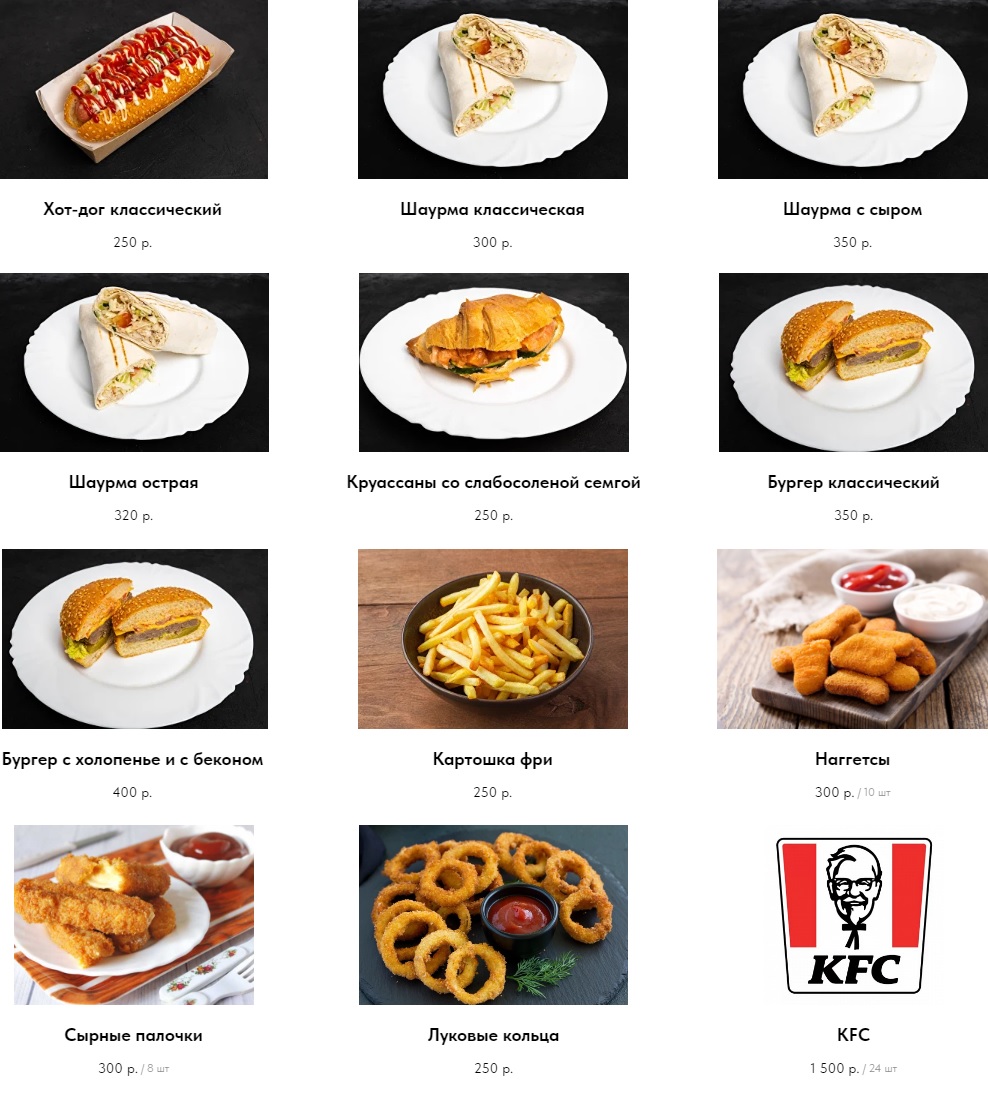 Хот-дог классический
250 р.
Шаурма классическая
300 р.
Шаурма с сыром
350 р.
Шаурма острая
320 р.
Круассаны со слабосоленой семгой
250 р.
Бургер классический
350 р.
Бургер с холопенье и с беконом
400 р.
Картошка фри
250 р.
Наггетсы
300 р. / 10 шт
KFC
Сырные палочки
300 р. / 8 шт
Луковые кольца
250 р.
KFC
1 500 р. / 24 шт